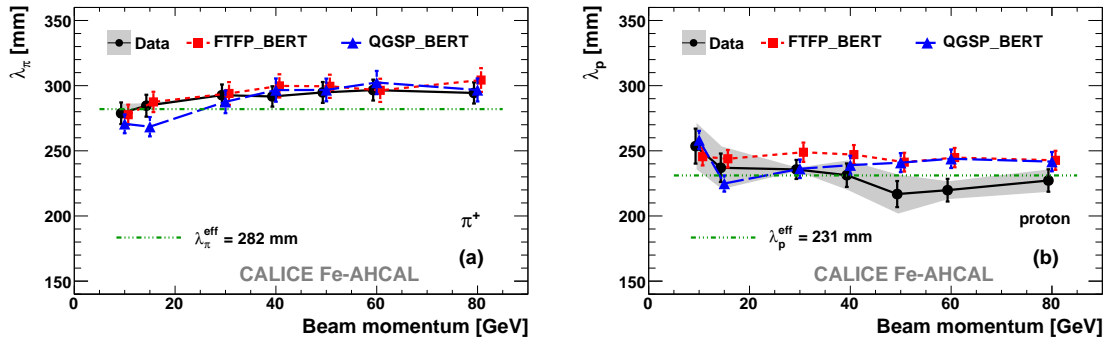 λπ [mm]
350
300
250
200
150
Data
FTFP_BERT
QGSP_BERT
π+
λπeff = 282 mm
(a)
CALICE Fe-AHCAL
0 20 40 60 80
Beam momentum [GeV]
λp [mm]
350
300
250
200
150
Data
FTFP_BERT
QGSP_BERT
proton
λpeff = 231 mm
(b)
CALICE Fe-AHCAL
0 20 40 60 80
Beam momentum [GeV]